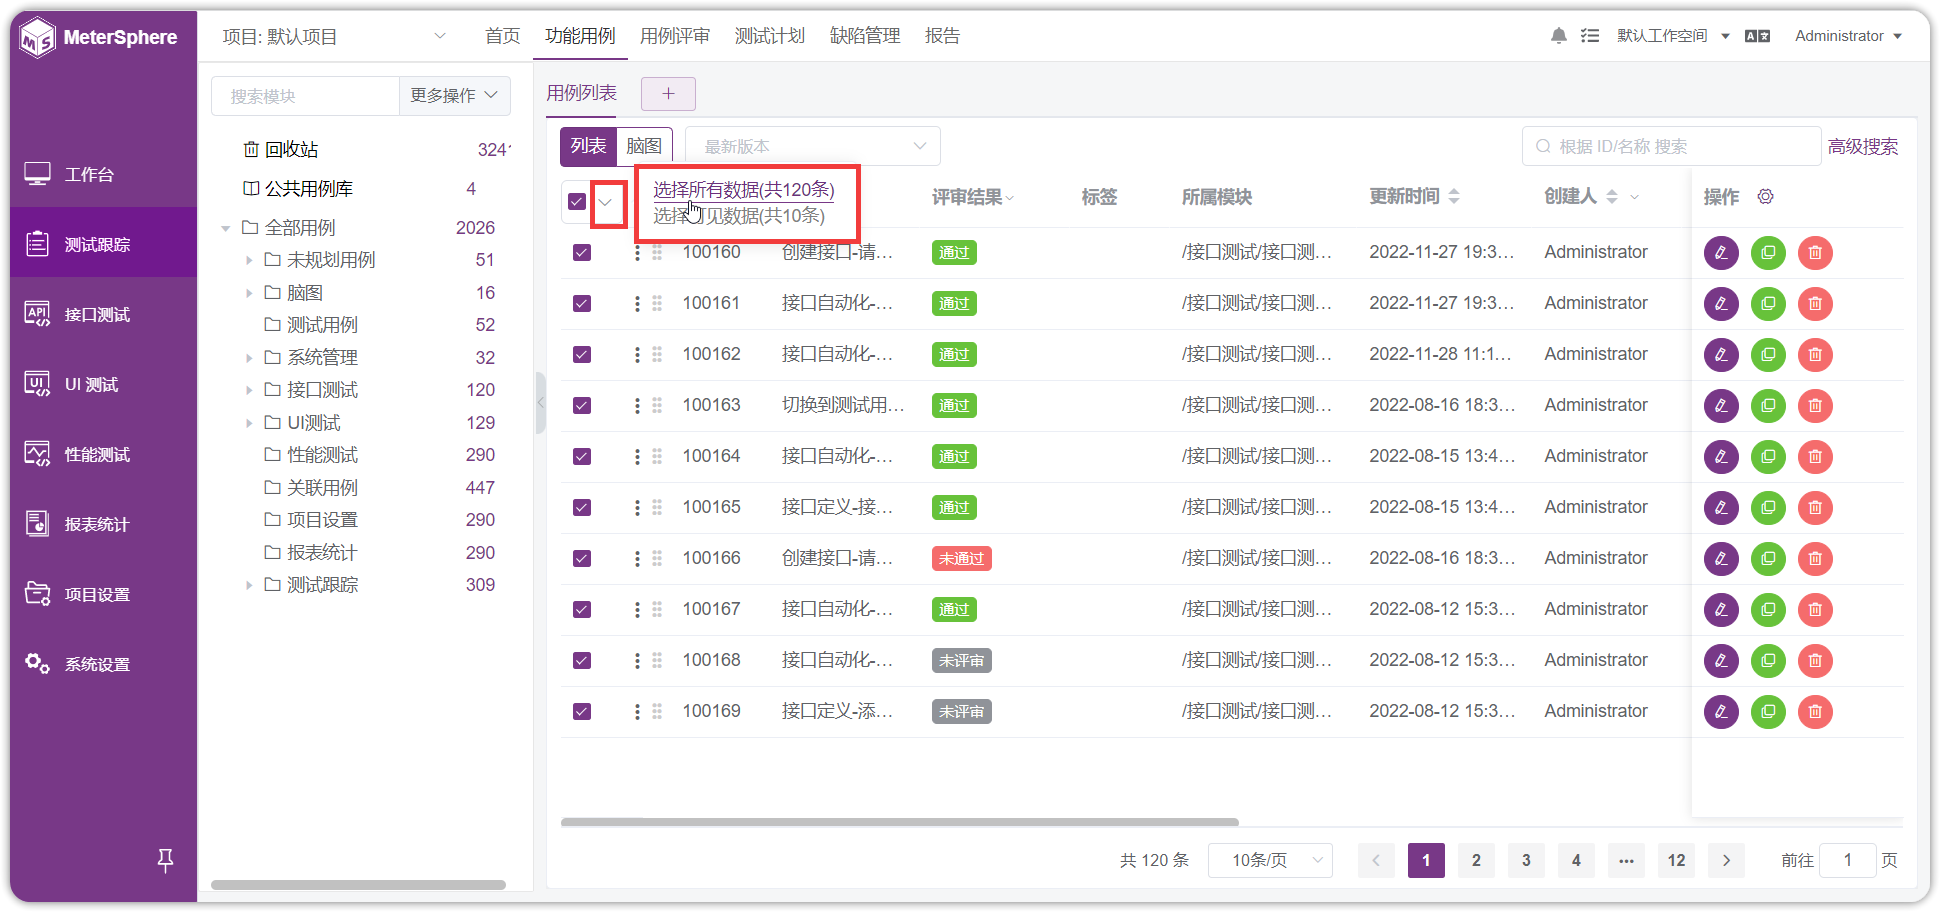 MeterSphere
项目: 默认项目
首页
功能用例
用例评审
测试计划
缺陷管理
报告
默认工作空间
Administrator
工作台
测试跟踪
接口测试
UI 测试
性能测试
报表统计
项目设置
系统设置
搜索模块
更多操作
回收站 324
公共用例库 4
全部用例 2026
未规划用例 51
脑图 16
测试用例 52
系统管理 32
接口测试 120
UI测试 129
性能测试 290
关联用例 447
项目设置 290
报表统计 290
测试跟踪 309
用例列表
+
列表 脑图
最新版本
根据 ID/名称 搜索
高级搜索
选择所有数据(共120条)
选择可见数据(共10条)
评审结果 标签 所属模块 更新时间 创建人 操作
100160 创建接口-请... 通过 /接口测试/接口测... 2022-11-27 19:3... Administrator
100161 接口自动化-... 通过 /接口测试/接口测... 2022-11-27 19:3... Administrator
100162 接口自动化-... 通过 /接口测试/接口测... 2022-11-28 11:1... Administrator
100163 切换到测试用... 通过 /接口测试/接口测... 2022-08-16 18:3... Administrator
100164 接口自动化-... 通过 /接口测试/接口测... 2022-08-15 13:4... Administrator
100165 接口定义-接... 通过 /接口测试/接口测... 2022-08-15 13:4... Administrator
100166 创建接口-请... 未通过 /接口测试/接口测... 2022-08-16 18:3... Administrator
100167 接口自动化-... 通过 /接口测试/接口测... 2022-08-12 15:3... Administrator
100168 接口自动化-... 未评审 /接口测试/接口测... 2022-08-12 15:3... Administrator
100169 接口定义-添... 未评审 /接口测试/接口测... 2022-08-12 15:3... Administrator
共 120 条 10条/页 1 2 3 4 ... 12 前往 1 页